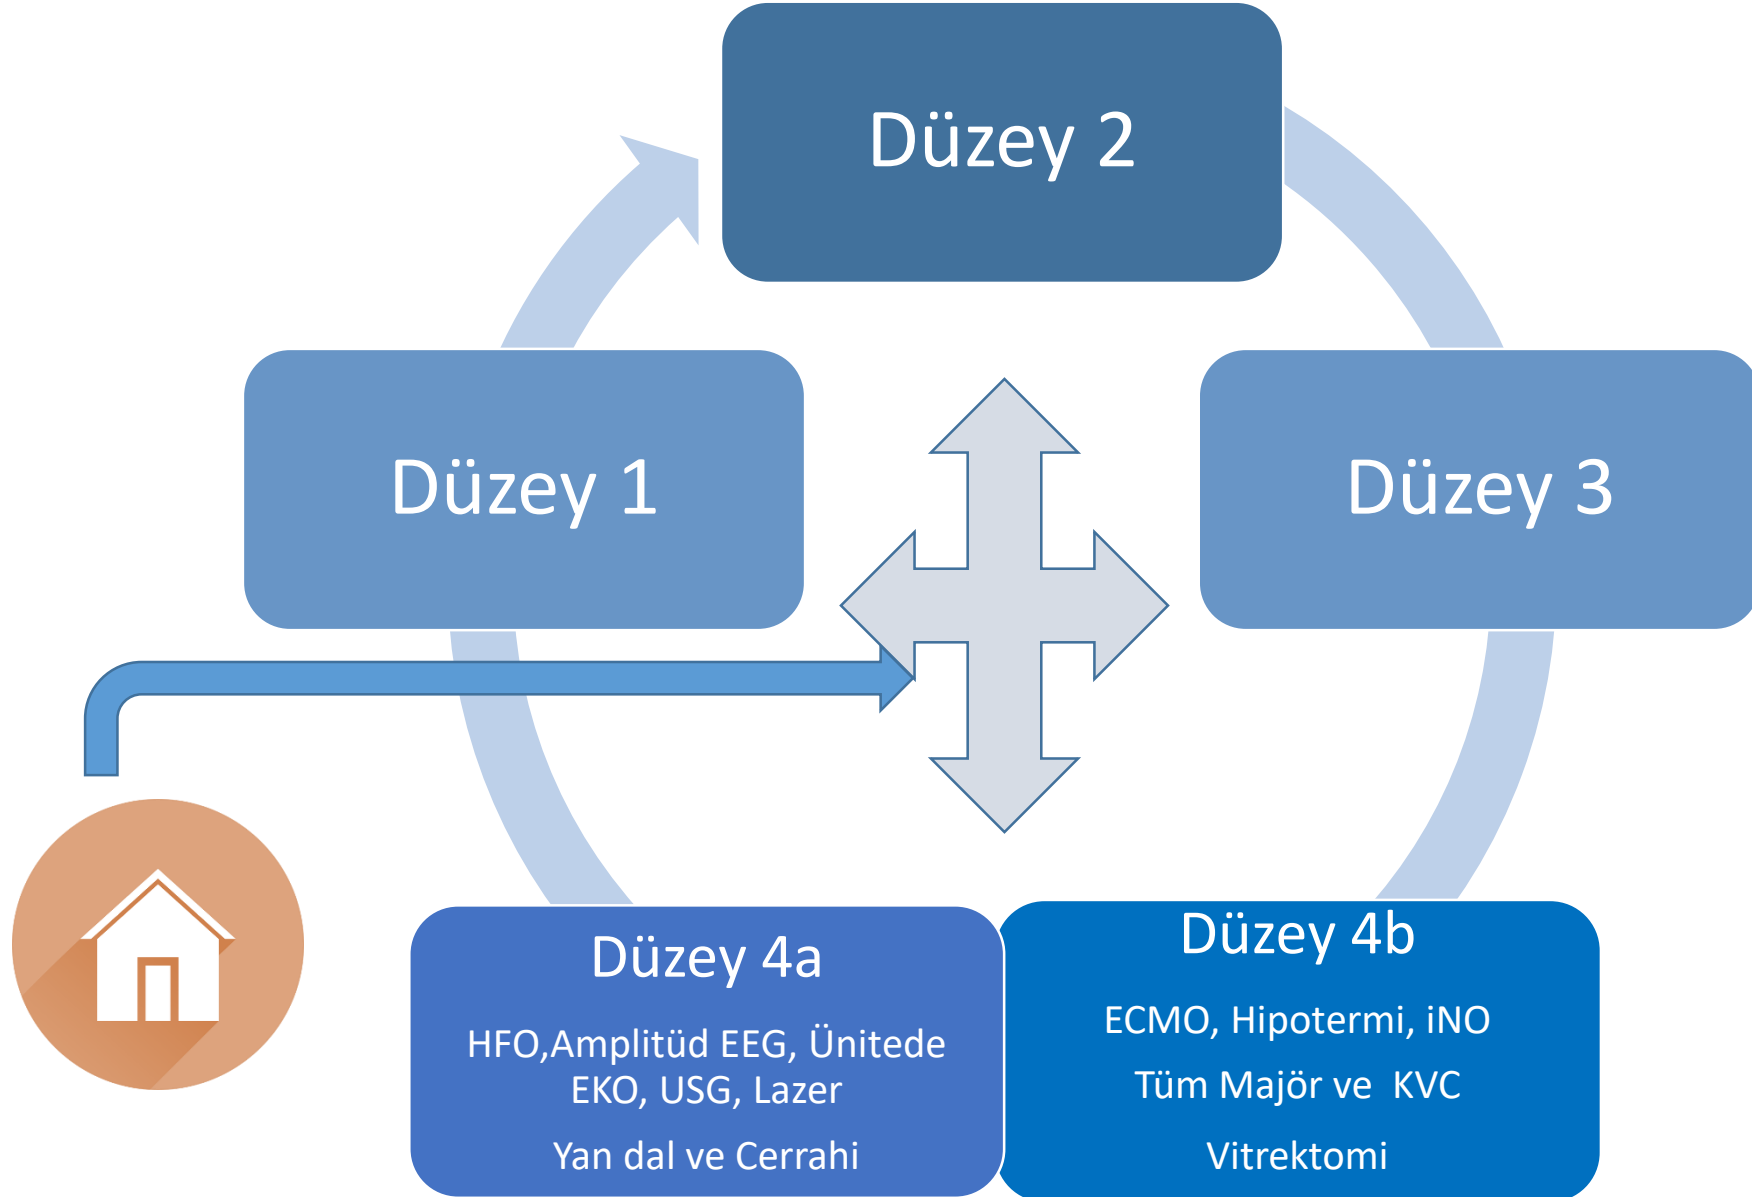 Düzey 2
Düzey 1
Düzey 3
Düzey 4a
HFO,Amplitüd EEG, Ünitede
EKO, USG, Lazer
Yan dal ve Cerrahi
Düzey 4b
ECMO, Hipotermi, iNO
Tüm Majör ve  KVC
Vitrektomi